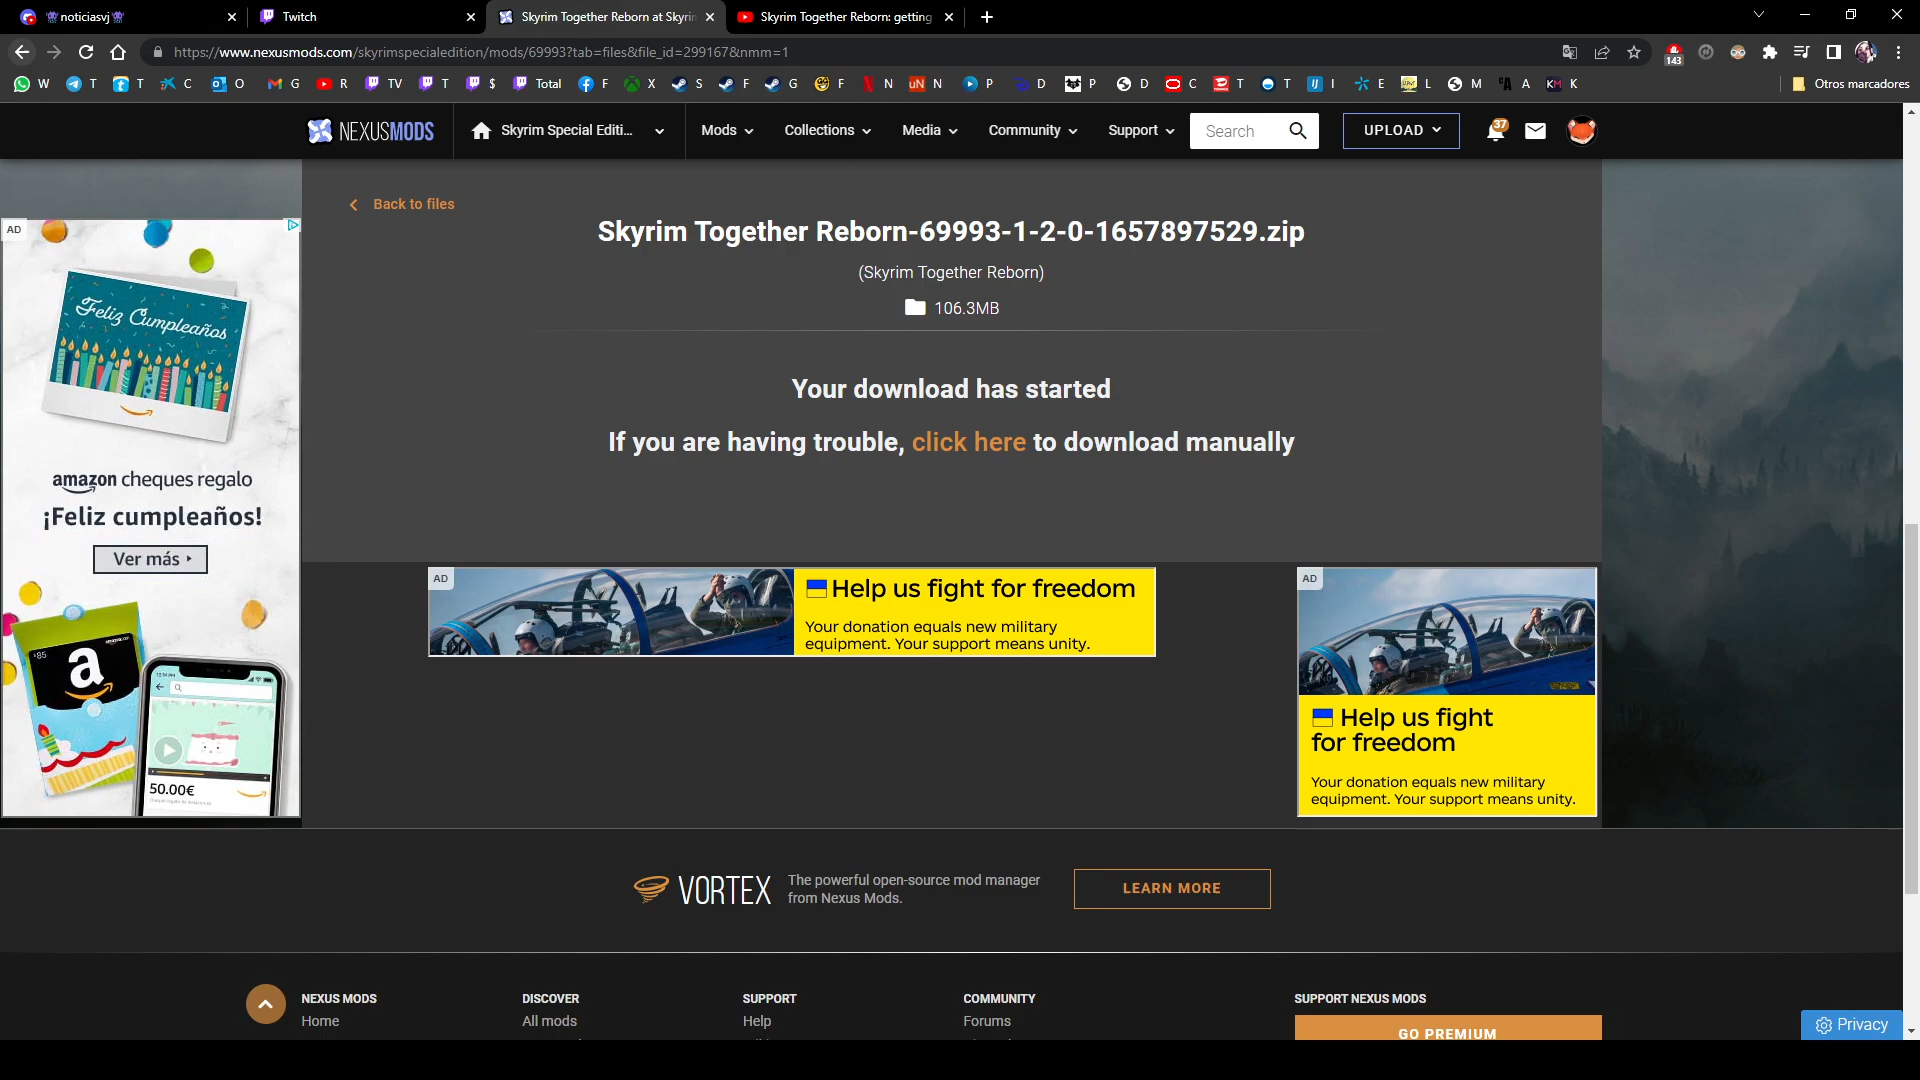 noticiasvj
Twitch
Skyrim Together Reborn at Skyrim
Skyrim Together Reborn: getting
https://www.nexusmods.com/skyrimspecialedition/mods/69993?tab=files&file_id=299167&nmm=1
143
W T T C O G R TV T $ Total F X S F G F N N P D P D C T T I E L M A K
Otros marcadores
NEXUSMODS
Skyrim Special Editi...
Mods
Collections
Media
Community
Support
Search
UPLOAD
37
Back to files
Skyrim Together Reborn-69993-1-2-0-1657897529.zip
(Skyrim Together Reborn)
106.3MB
Your download has started
If you are having trouble, click here to download manually
AD
Feliz Cumpleaños
amazon cheques regalo
¡Feliz cumpleaños!
Ver más
a
50.00€
AD
Help us fight for freedom
Your donation equals new military
equipment. Your support means unity.
AD
Help us fight
for freedom
Your donation equals new military
equipment. Your support means unity.
VORTEX
The powerful open-source mod manager
from Nexus Mods.
LEARN MORE
NEXUS MODS
Home
DISCOVER
All mods
SUPPORT
Help
COMMUNITY
Forums
SUPPORT NEXUS MODS
GO PREMIUM
Privacy